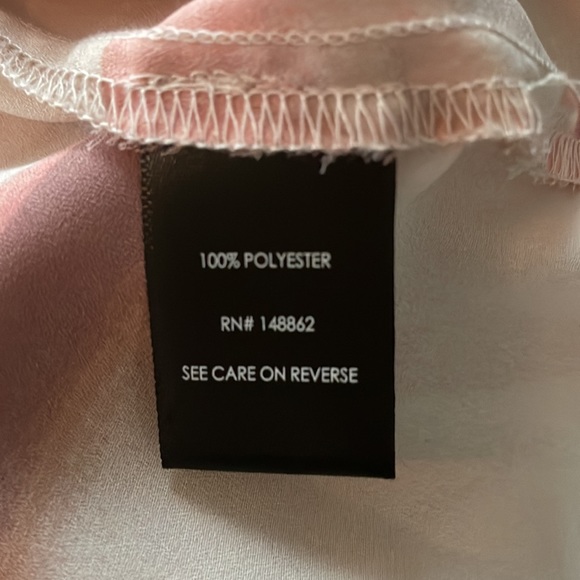 100% POLYESTER
RN# 148862
SEE CARE ON REVERSE